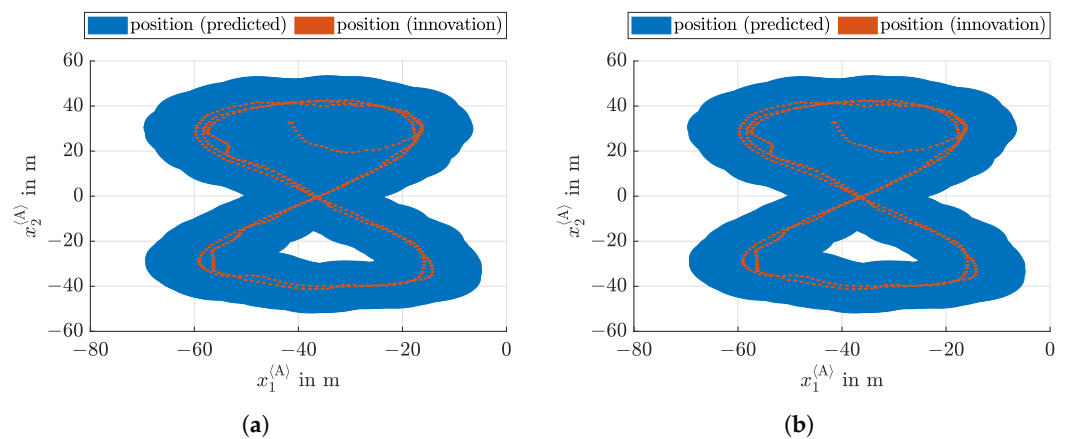 position (predicted) position (innovation)
60
40
20
0
−20
−40
−60
−80 −60 −40 −20 0
x₂^⟨A⟩ in m
x₁^⟨A⟩ in m
(a)
position (predicted) position (innovation)
60
40
20
0
−20
−40
−60
−80 −60 −40 −20 0
x₂^⟨A⟩ in m
x₁^⟨A⟩ in m
(b)